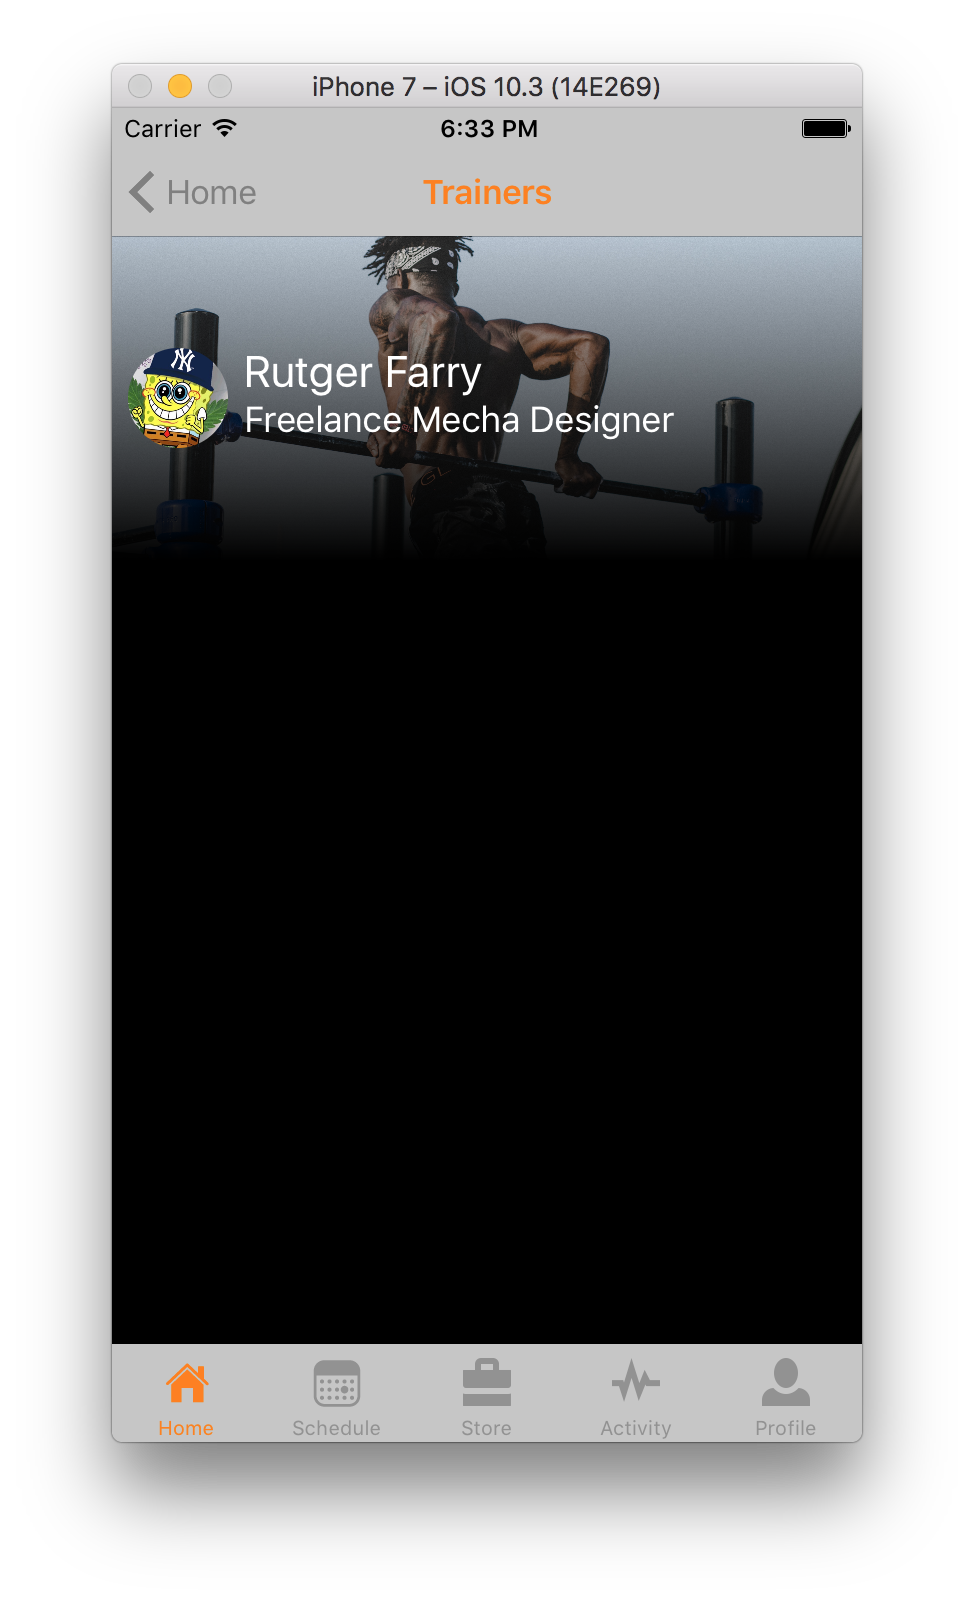 iPhone 7 – iOS 10.3 (14E269)
Carrier 6:33 PM
Home Trainers
NY
Rutger Farry
Freelance Mecha Designer
Home Schedule Store Activity Profile